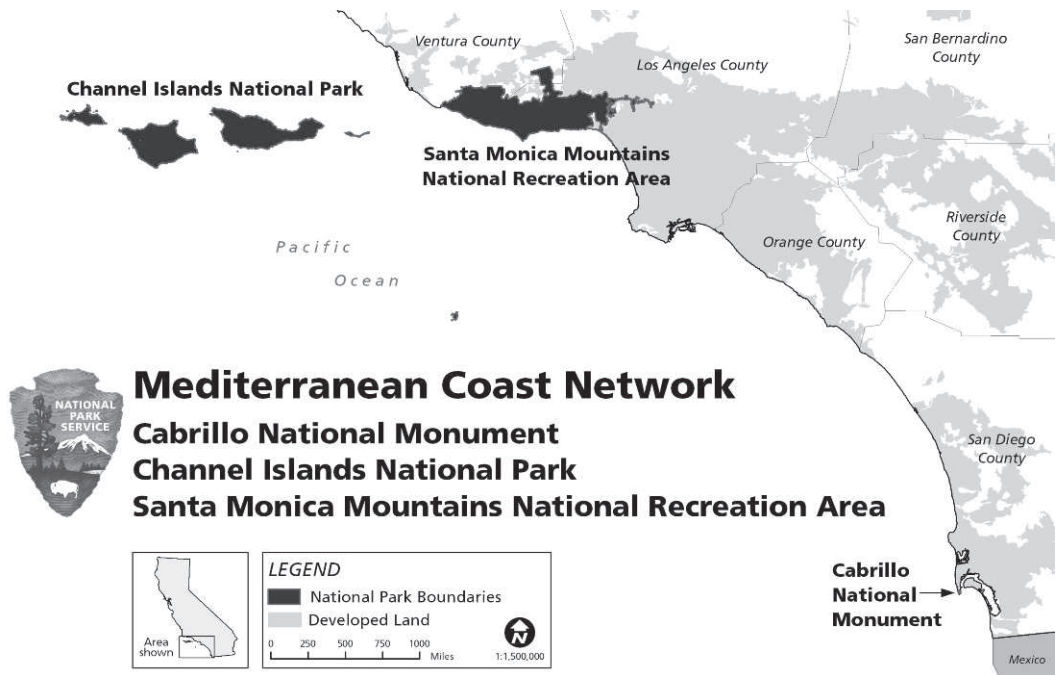 Ventura County
San Bernardino
County
Los Angeles County
Channel Islands National Park
Santa Monica Mountains
National Recreation Area
Riverside
County
Orange County
Pacific
Ocean
NATIONAL
PARK
SERVICE
Mediterranean Coast Network
Cabrillo National Monument
Channel Islands National Park
Santa Monica Mountains National Recreation Area
San Diego
County
Cabrillo
National
Monument
Mexico
Area
shown
LEGEND
National Park Boundaries
Developed Land
0 250 500 750 1000
Miles
N
1:1,500,000